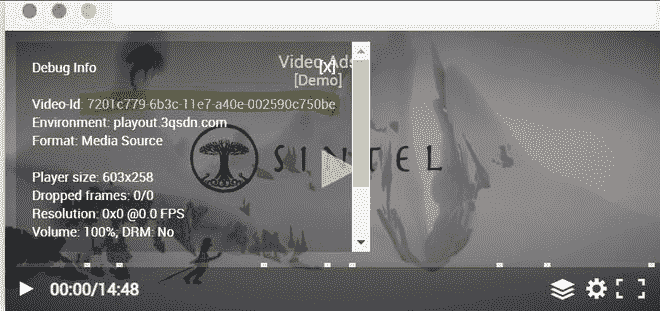 Video Ads
[Demo]
[X]
Debug Info
Video-Id: 7201c779-6b3c-11e7-a40e-002590c750be
Environment: playout.3qsdn.com
Format: Media Source
Player size: 603x258
Dropped frames: 0/0
Resolution: 0x0 @0.0 FPS
Volume: 100%, DRM: No
SINTEL
00:00/14:48